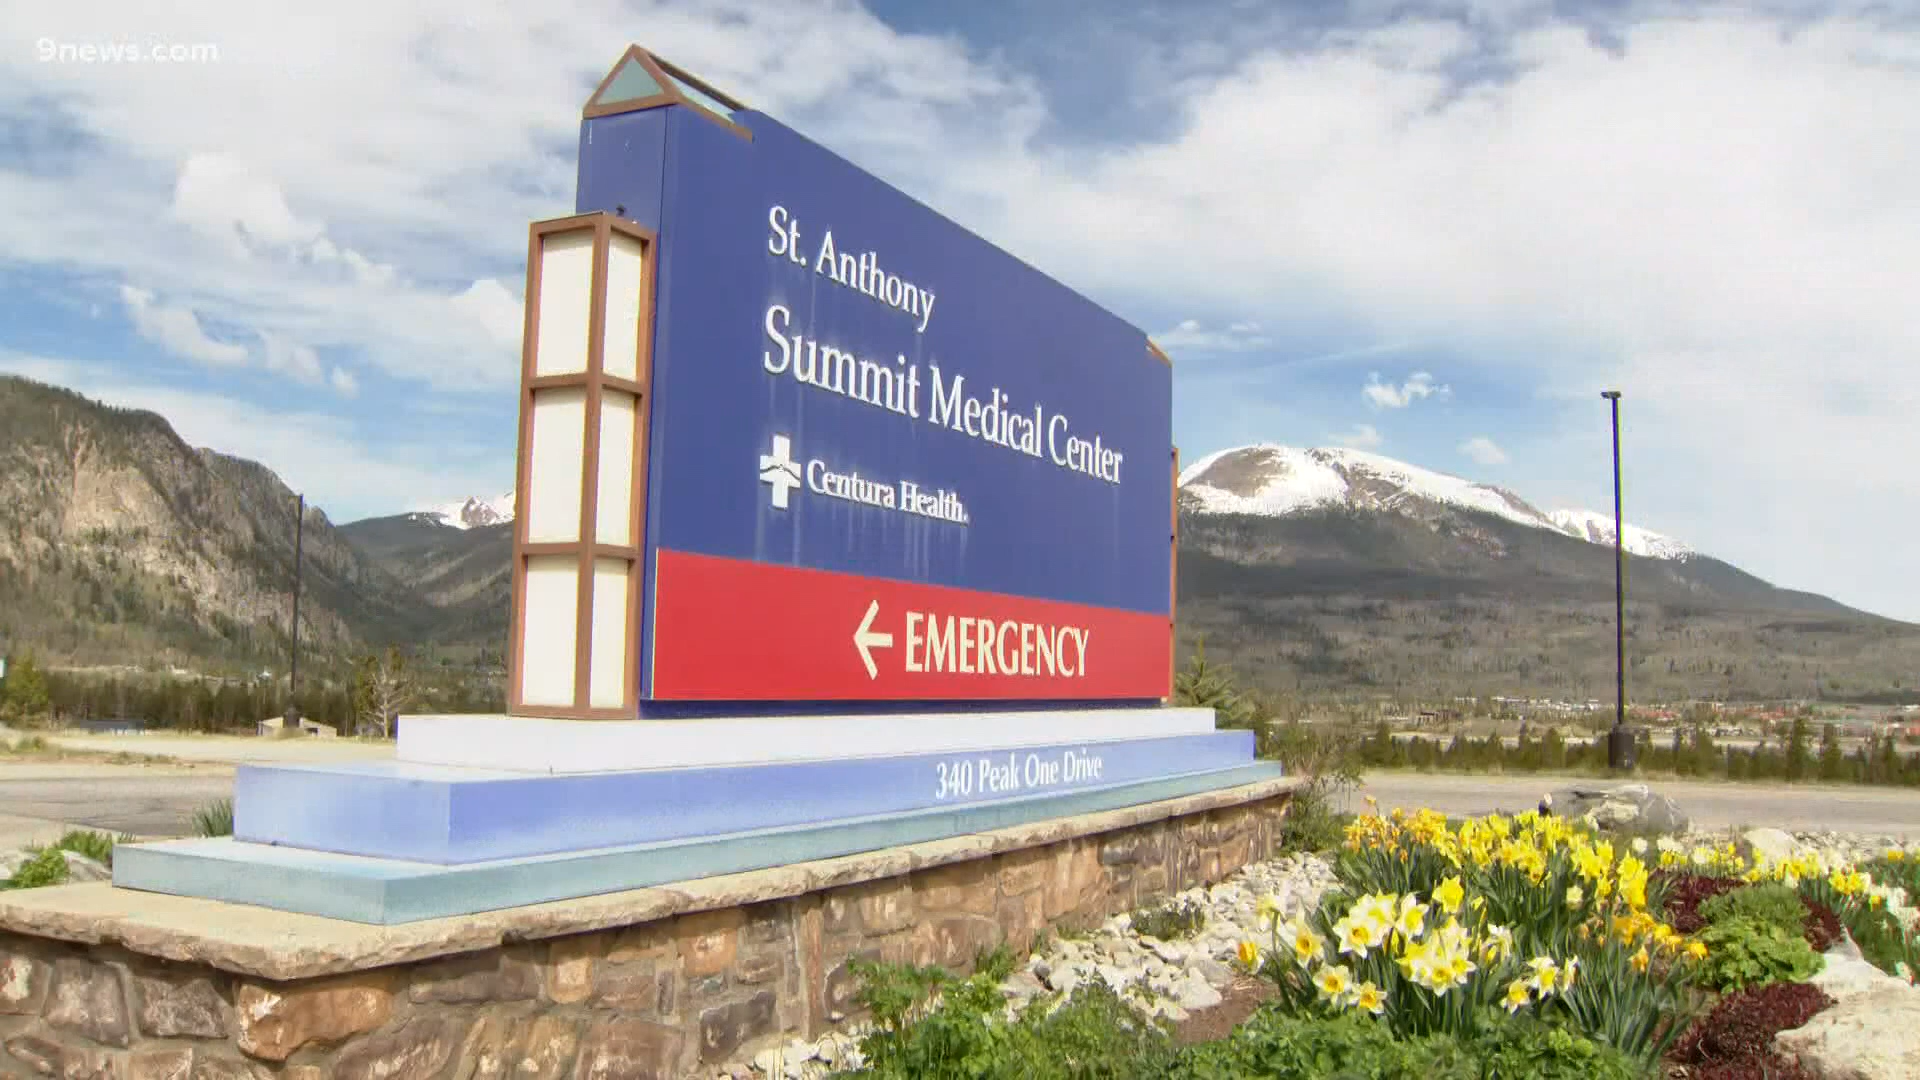 9news.com
St. Anthony
Summit Medical Center
Centura Health®
← EMERGENCY
340 Peak One Drive